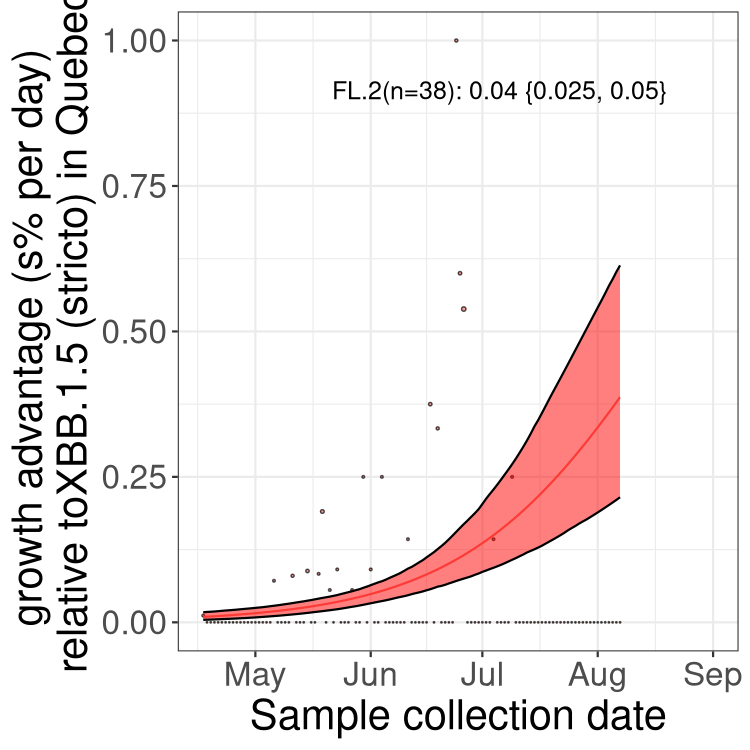 growth advantage (s% per day)
relative toXBB.1.5 (stricto) in Quebec
1.00
0.75
0.50
0.25
0.00
FL.2(n=38): 0.04 {0.025, 0.05}
May Jun Jul Aug Sep
Sample collection date